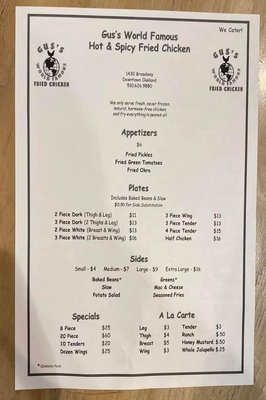 We Cater!
Gus's World Famous
Hot & Spicy Fried Chicken
GUS'S
WORLD FAMOUS
FRIED CHICKEN
GUS'S
WORLD FAMOUS
FRIED CHICKEN
1430 Broadway
Downtown Oakland
510.626.9880
We only serve fresh, never frozen,
natural, hormone-free chicken
and fry everything in peanut oil
Appetizers
$6
Fried Pickles
Fried Green Tomatoes
Fried Okra
Plates
Includes Baked Beans & Slaw
$0.50 for Side Substitution
2 Piece Dark (Thigh & Leg) $11
3 Piece Dark (2 Thighs & Leg) $13
2 Piece White (Breast & Wing) $13
3 Piece White (2 Breasts & Wing) $16
3 Piece Wing $13
3 Piece Tender $13
4 Piece Tender $15
Half Chicken $16
Sides
Small - $4 Medium - $7 Large - $9 Extra Large - $16
Baked Beans* Greens*
Slaw Mac & Cheese
Potato Salad Seasoned Fries
Specials
8 Piece $25
20 Piece $60
10 Tenders $20
Dozen Wings $25
A La Carte
Leg $3 Tender $3
Thigh $4 Ranch $.50
Breast $5 Honey Mustard $.50
Wing $3 Whole Jalapeño $.25
* Contains Pork